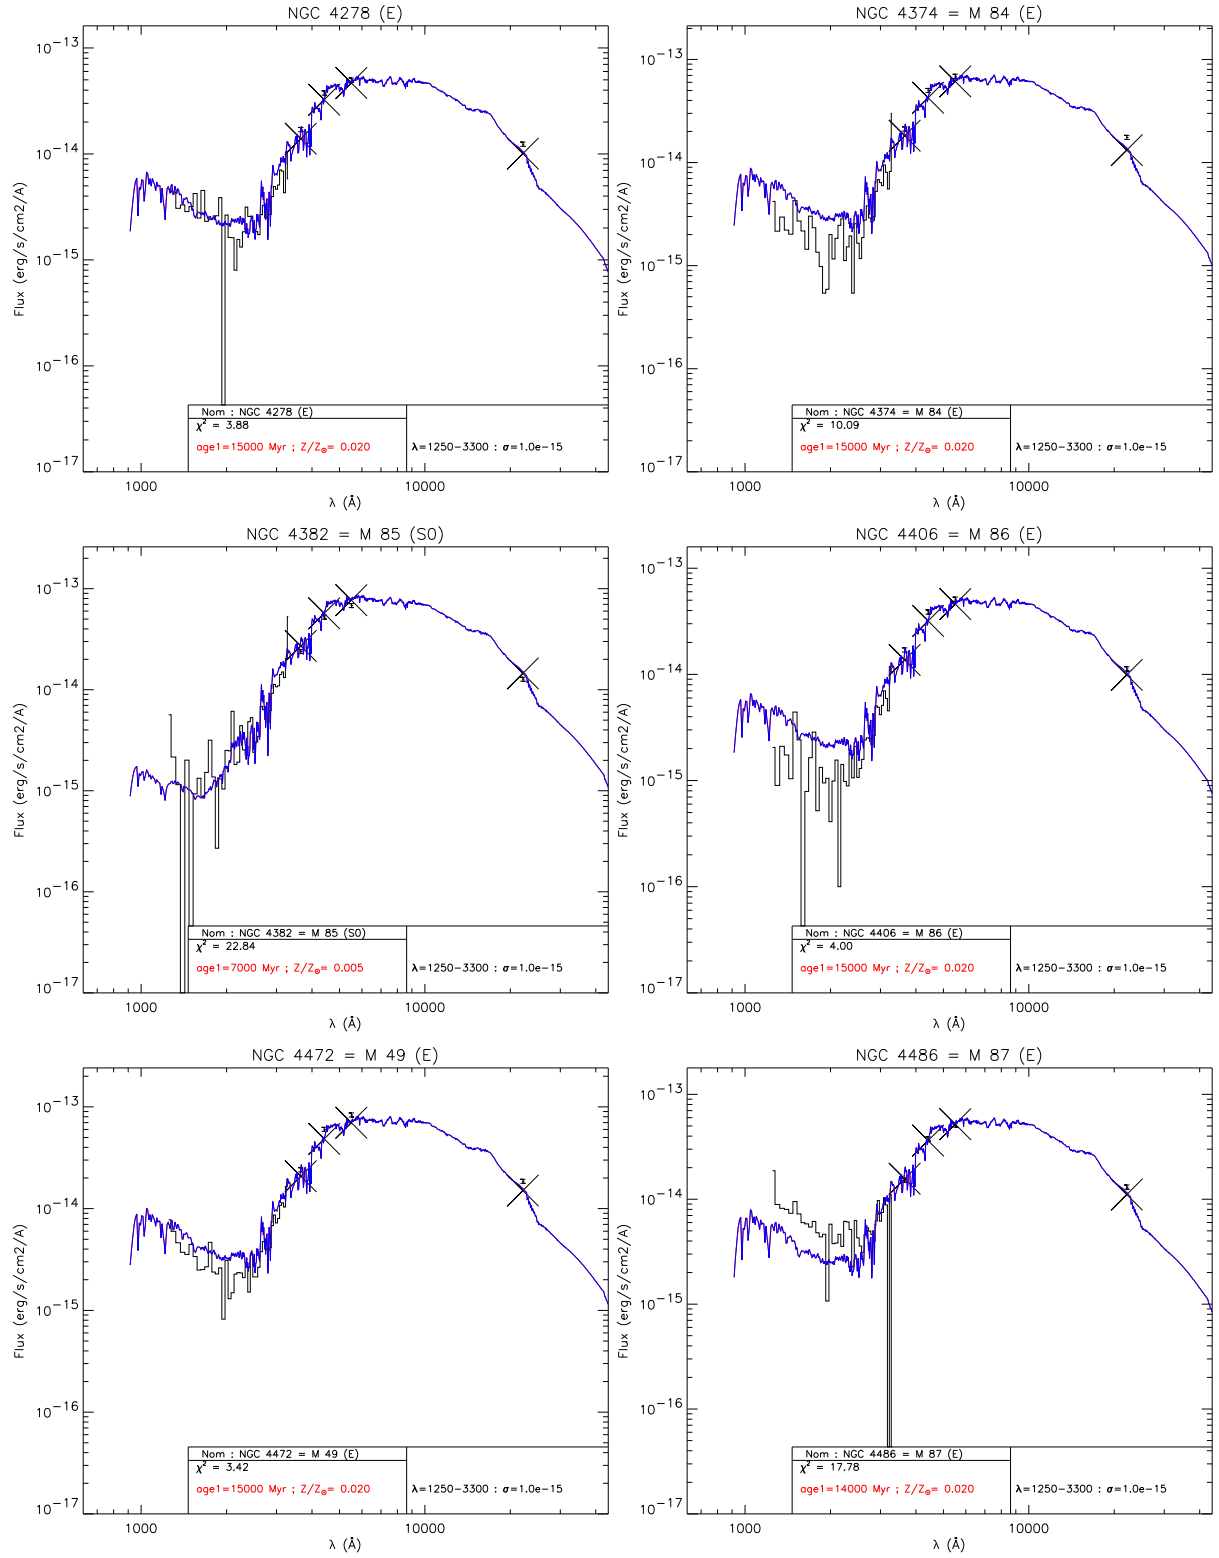 NGC 4278 (E)
10−13
10−14
10−15
10−16
10−17
Flux (erg/s/cm2/A)
Nom : NGC 4278 (E)
χ² = 3.88
age1=15000 Myr ; Z/Z⊙= 0.020
λ=1250−3300 : σ=1.0e−15
1000
10000
λ (Å)
NGC 4374 = M 84 (E)
10−13
10−14
10−15
10−16
10−17
Flux (erg/s/cm2/A)
Nom : NGC 4374 = M 84 (E)
χ² = 10.09
age1=15000 Myr ; Z/Z⊙= 0.020
λ=1250−3300 : σ=1.0e−15
1000
10000
λ (Å)
NGC 4382 = M 85 (S0)
10−13
10−14
10−15
10−16
10−17
Flux (erg/s/cm2/A)
Nom : NGC 4382 = M 85 (S0)
χ² = 22.84
age1=7000 Myr ; Z/Z⊙= 0.005
λ=1250−3300 : σ=1.0e−15
1000
10000
λ (Å)
NGC 4406 = M 86 (E)
10−13
10−14
10−15
10−16
10−17
Flux (erg/s/cm2/A)
Nom : NGC 4406 = M 86 (E)
χ² = 4.00
age1=15000 Myr ; Z/Z⊙= 0.020
λ=1250−3300 : σ=1.0e−15
1000
10000
λ (Å)
NGC 4472 = M 49 (E)
10−13
10−14
10−15
10−16
10−17
Flux (erg/s/cm2/A)
Nom : NGC 4472 = M 49 (E)
χ² = 3.42
age1=15000 Myr ; Z/Z⊙= 0.020
λ=1250−3300 : σ=1.0e−15
1000
10000
λ (Å)
NGC 4486 = M 87 (E)
10−13
10−14
10−15
10−16
10−17
Flux (erg/s/cm2/A)
Nom : NGC 4486 = M 87 (E)
χ² = 17.78
age1=14000 Myr ; Z/Z⊙= 0.020
λ=1250−3300 : σ=1.0e−15
1000
10000
λ (Å)